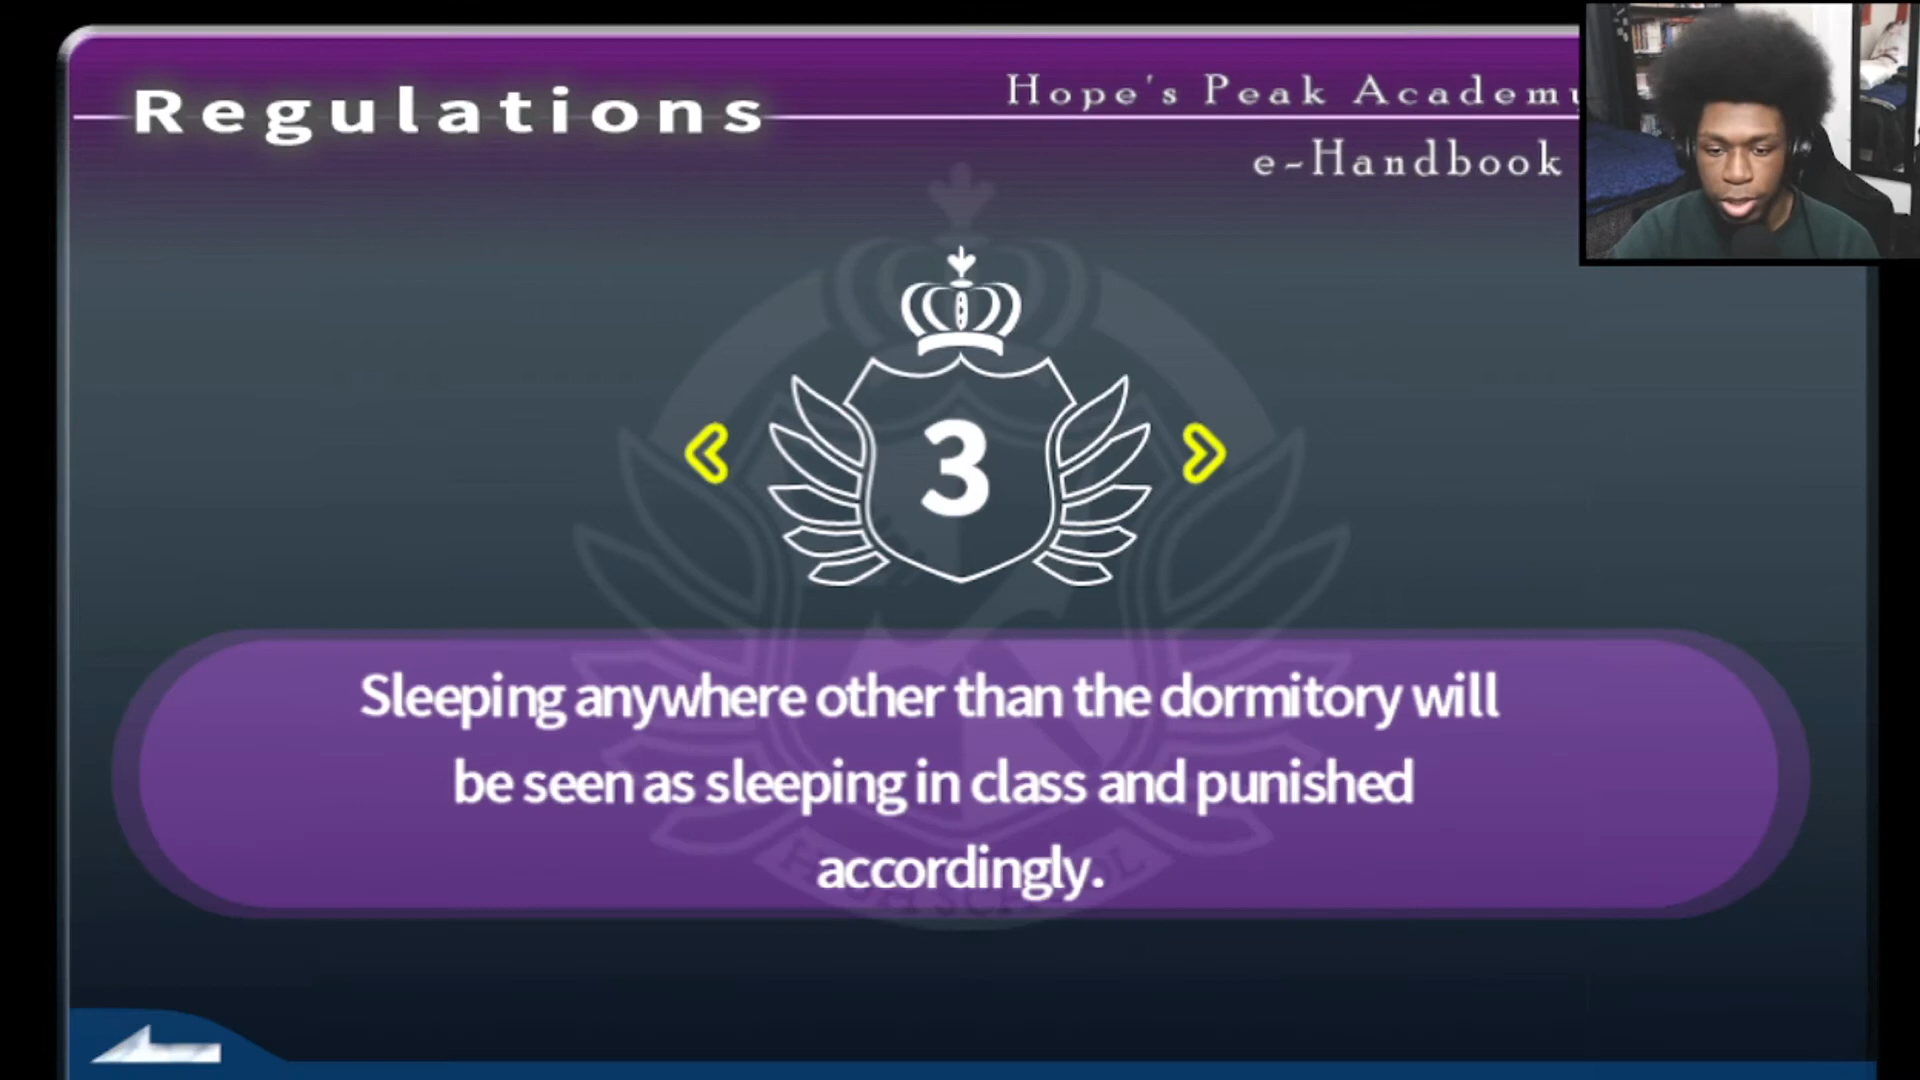 Regulations
Hope's Peak Academy
e-Handbook
3
Sleeping anywhere other than the dormitory will
be seen as sleeping in class and punished
accordingly.